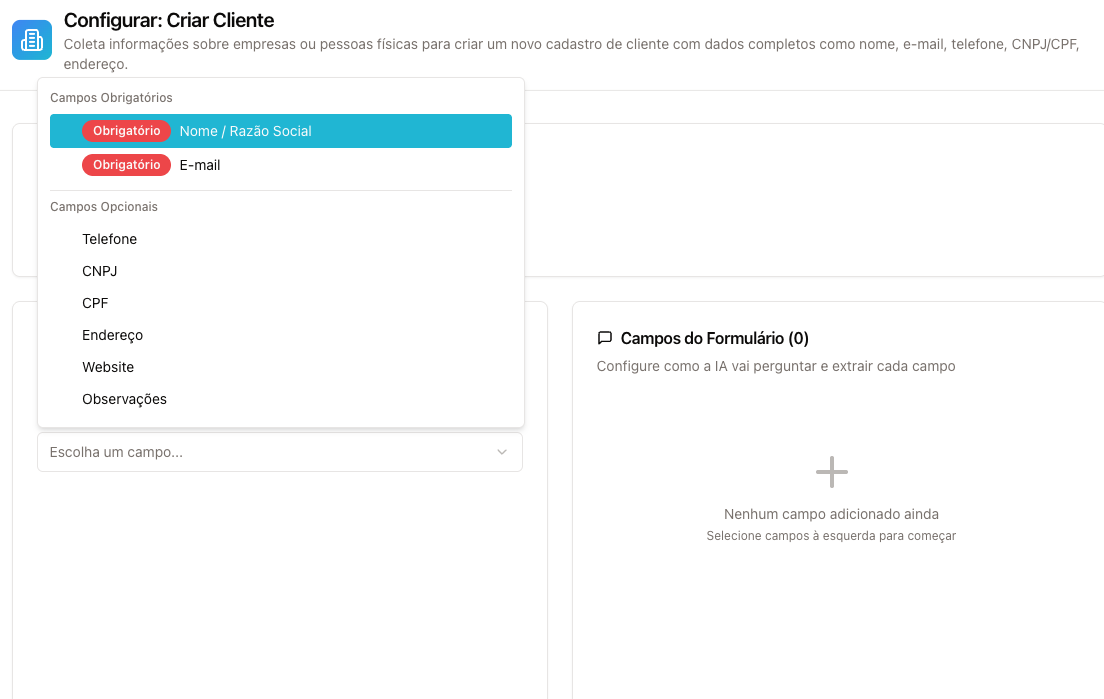 Configurar: Criar Cliente
Coleta informações sobre empresas ou pessoas físicas para criar um novo cadastro de cliente com dados completos como nome, e-mail, telefone, CNPJ/CPF,
endereço.
Campos Obrigatórios
Obrigatório Nome / Razão Social
Obrigatório E-mail
Campos Opcionais
Telefone
CNPJ
CPF
Endereço
Website
Observações
Escolha um campo...
Campos do Formulário (0)
Configure como a IA vai perguntar e extrair cada campo
Nenhum campo adicionado ainda
Selecione campos à esquerda para começar